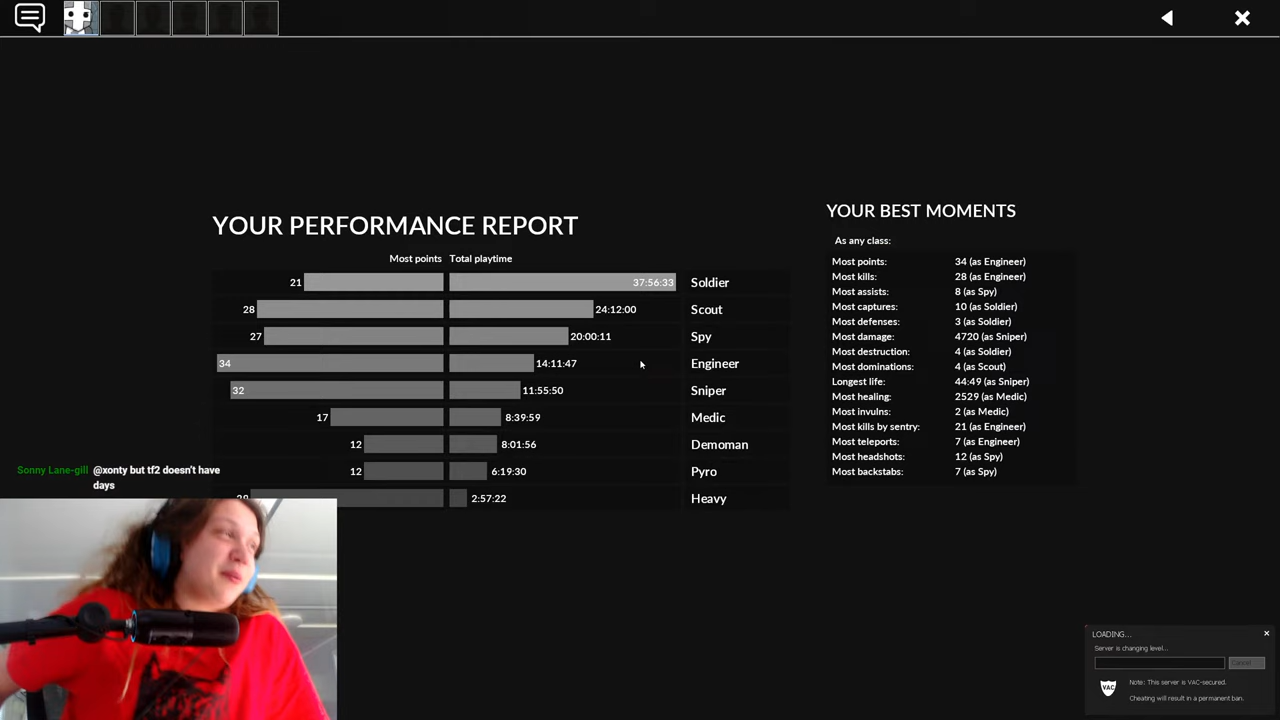 YOUR PERFORMANCE REPORT
Most points Total playtime
21 37:56:33 Soldier
28 24:12:00 Scout
27 20:00:11 Spy
34 14:11:47 Engineer
32 11:55:50 Sniper
17 8:39:59 Medic
12 8:01:56 Demoman
12 6:19:30 Pyro
2:57:22 Heavy
YOUR BEST MOMENTS
As any class:
Most points: 34 (as Engineer)
Most kills: 28 (as Engineer)
Most assists: 8 (as Spy)
Most captures: 10 (as Soldier)
Most defenses: 3 (as Soldier)
Most damage: 4720 (as Sniper)
Most destruction: 4 (as Soldier)
Most dominations: 4 (as Scout)
Longest life: 44:49 (as Sniper)
Most healing: 2529 (as Medic)
Most invulns: 2 (as Medic)
Most kills by sentry: 21 (as Engineer)
Most teleports: 7 (as Engineer)
Most headshots: 12 (as Spy)
Most backstabs: 7 (as Spy)
Sonny Lane-gill @xonty but tf2 doesn't have
days
LOADING...
Server is changing level...
Cancel
VAC
Note: This server is VAC-secured.
Cheating will result in a permanent ban.